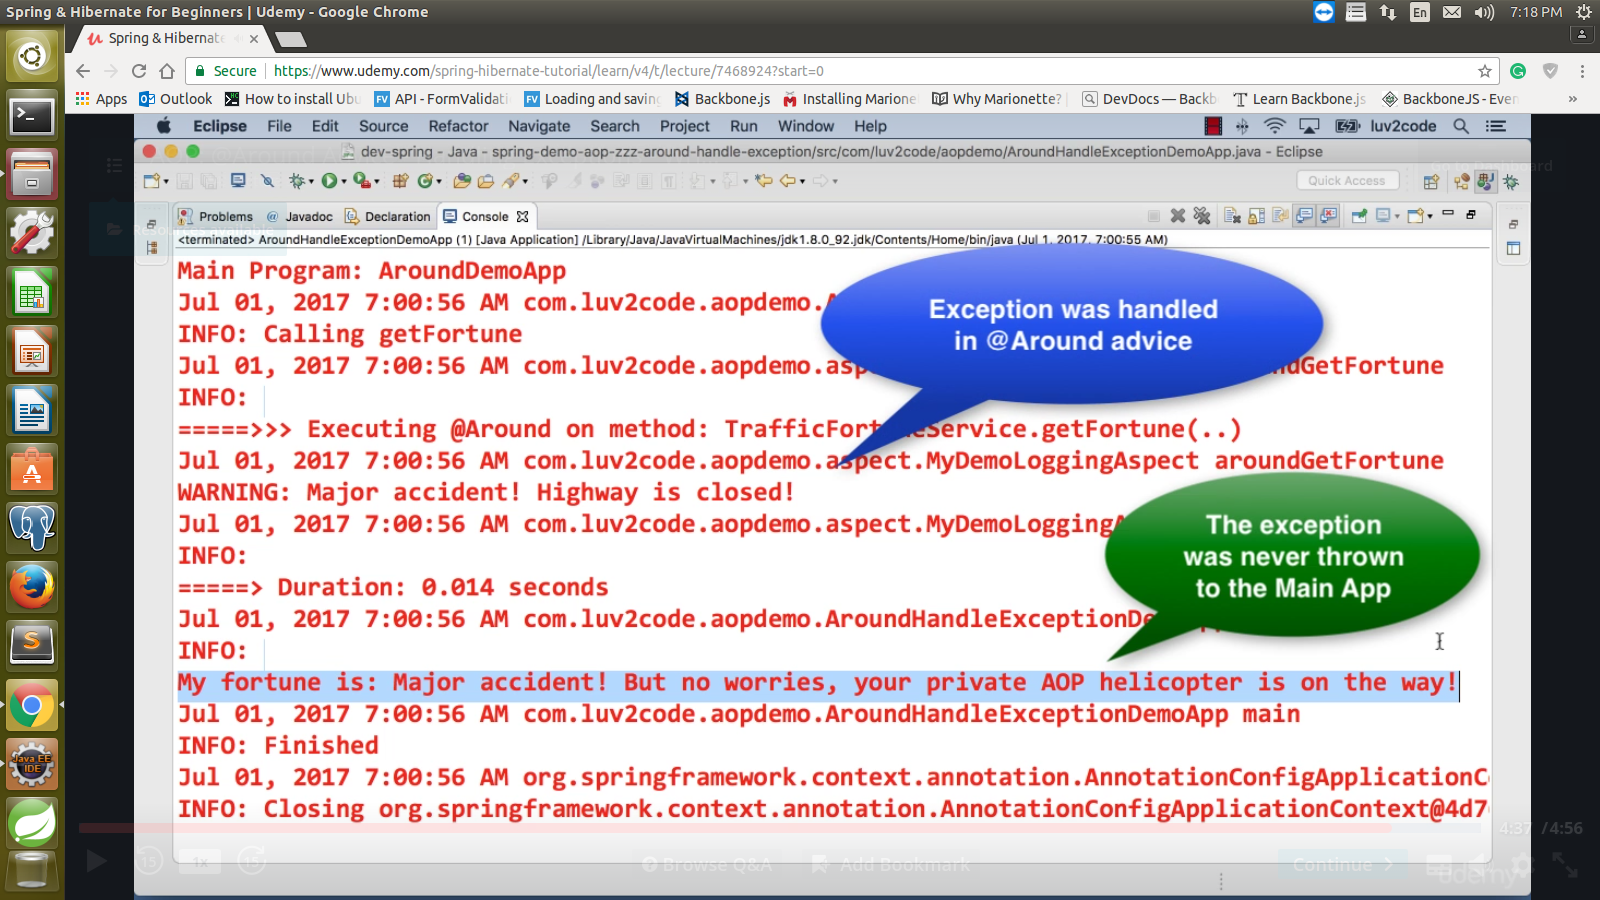 Spring & Hibernate for Beginners | Udemy - Google Chrome
En
7:18 PM
Spring & Hibernate
Secure
https://www.udemy.com/spring-hibernate-tutorial/learn/v4/t/lecture/7468924?start=0
Apps
Outlook
How to install Ubu
API - FormValidati
Loading and saving
Backbone.js
Installing Marione
Why Marionette?
DevDocs — Backb
Learn Backbone.js
BackboneJS - Ever
»
Eclipse File Edit Source Refactor Navigate Search Project Run Window Help
luv2code
dev-spring - Java - spring-demo-aop-zzz-around-handle-exception/src/com/luv2code/aopdemo/AroundHandleExceptionDemoApp.java - Eclipse
Quick Access
Problems
@ Javadoc
Declaration
Console
<terminated> AroundHandleExceptionDemoApp (1) [Java Application] /Library/Java/JavaVirtualMachines/jdk1.8.0_92.jdk/Contents/Home/bin/java (Jul 1, 2017, 7:00:55 AM)
Main Program: AroundDemoApp
Jul 01, 2017 7:00:56 AM com.luv2code.aopdemo.
INFO: Calling getFortune
Jul 01, 2017 7:00:56 AM com.luv2code.aopdemo.asp
ndGetFortune
INFO:
Exception was handled
in @Around advice
=====>>> Executing @Around on method: TrafficFortuneService.getFortune(..)
Jul 01, 2017 7:00:56 AM com.luv2code.aopdemo.aspect.MyDemoLoggingAspect aroundGetFortune
WARNING: Major accident! Highway is closed!
Jul 01, 2017 7:00:56 AM com.luv2code.aopdemo.aspect.MyDemoLogging
INFO:
=====> Duration: 0.014 seconds
Jul 01, 2017 7:00:56 AM com.luv2code.aopdemo.AroundHandleExceptionDe
INFO:
The exception
was never thrown
to the Main App
My fortune is: Major accident! But no worries, your private AOP helicopter is on the way!
Jul 01, 2017 7:00:56 AM com.luv2code.aopdemo.AroundHandleExceptionDemoApp main
INFO: Finished
Jul 01, 2017 7:00:56 AM org.springframework.context.annotation.AnnotationConfigApplicationC
INFO: Closing org.springframework.context.annotation.AnnotationConfigApplicationContext@4d7
4:37 / 4:56
15
1x
15
Browse Q&A
Add Bookmark
Continue
udemy
Java EE
IDE